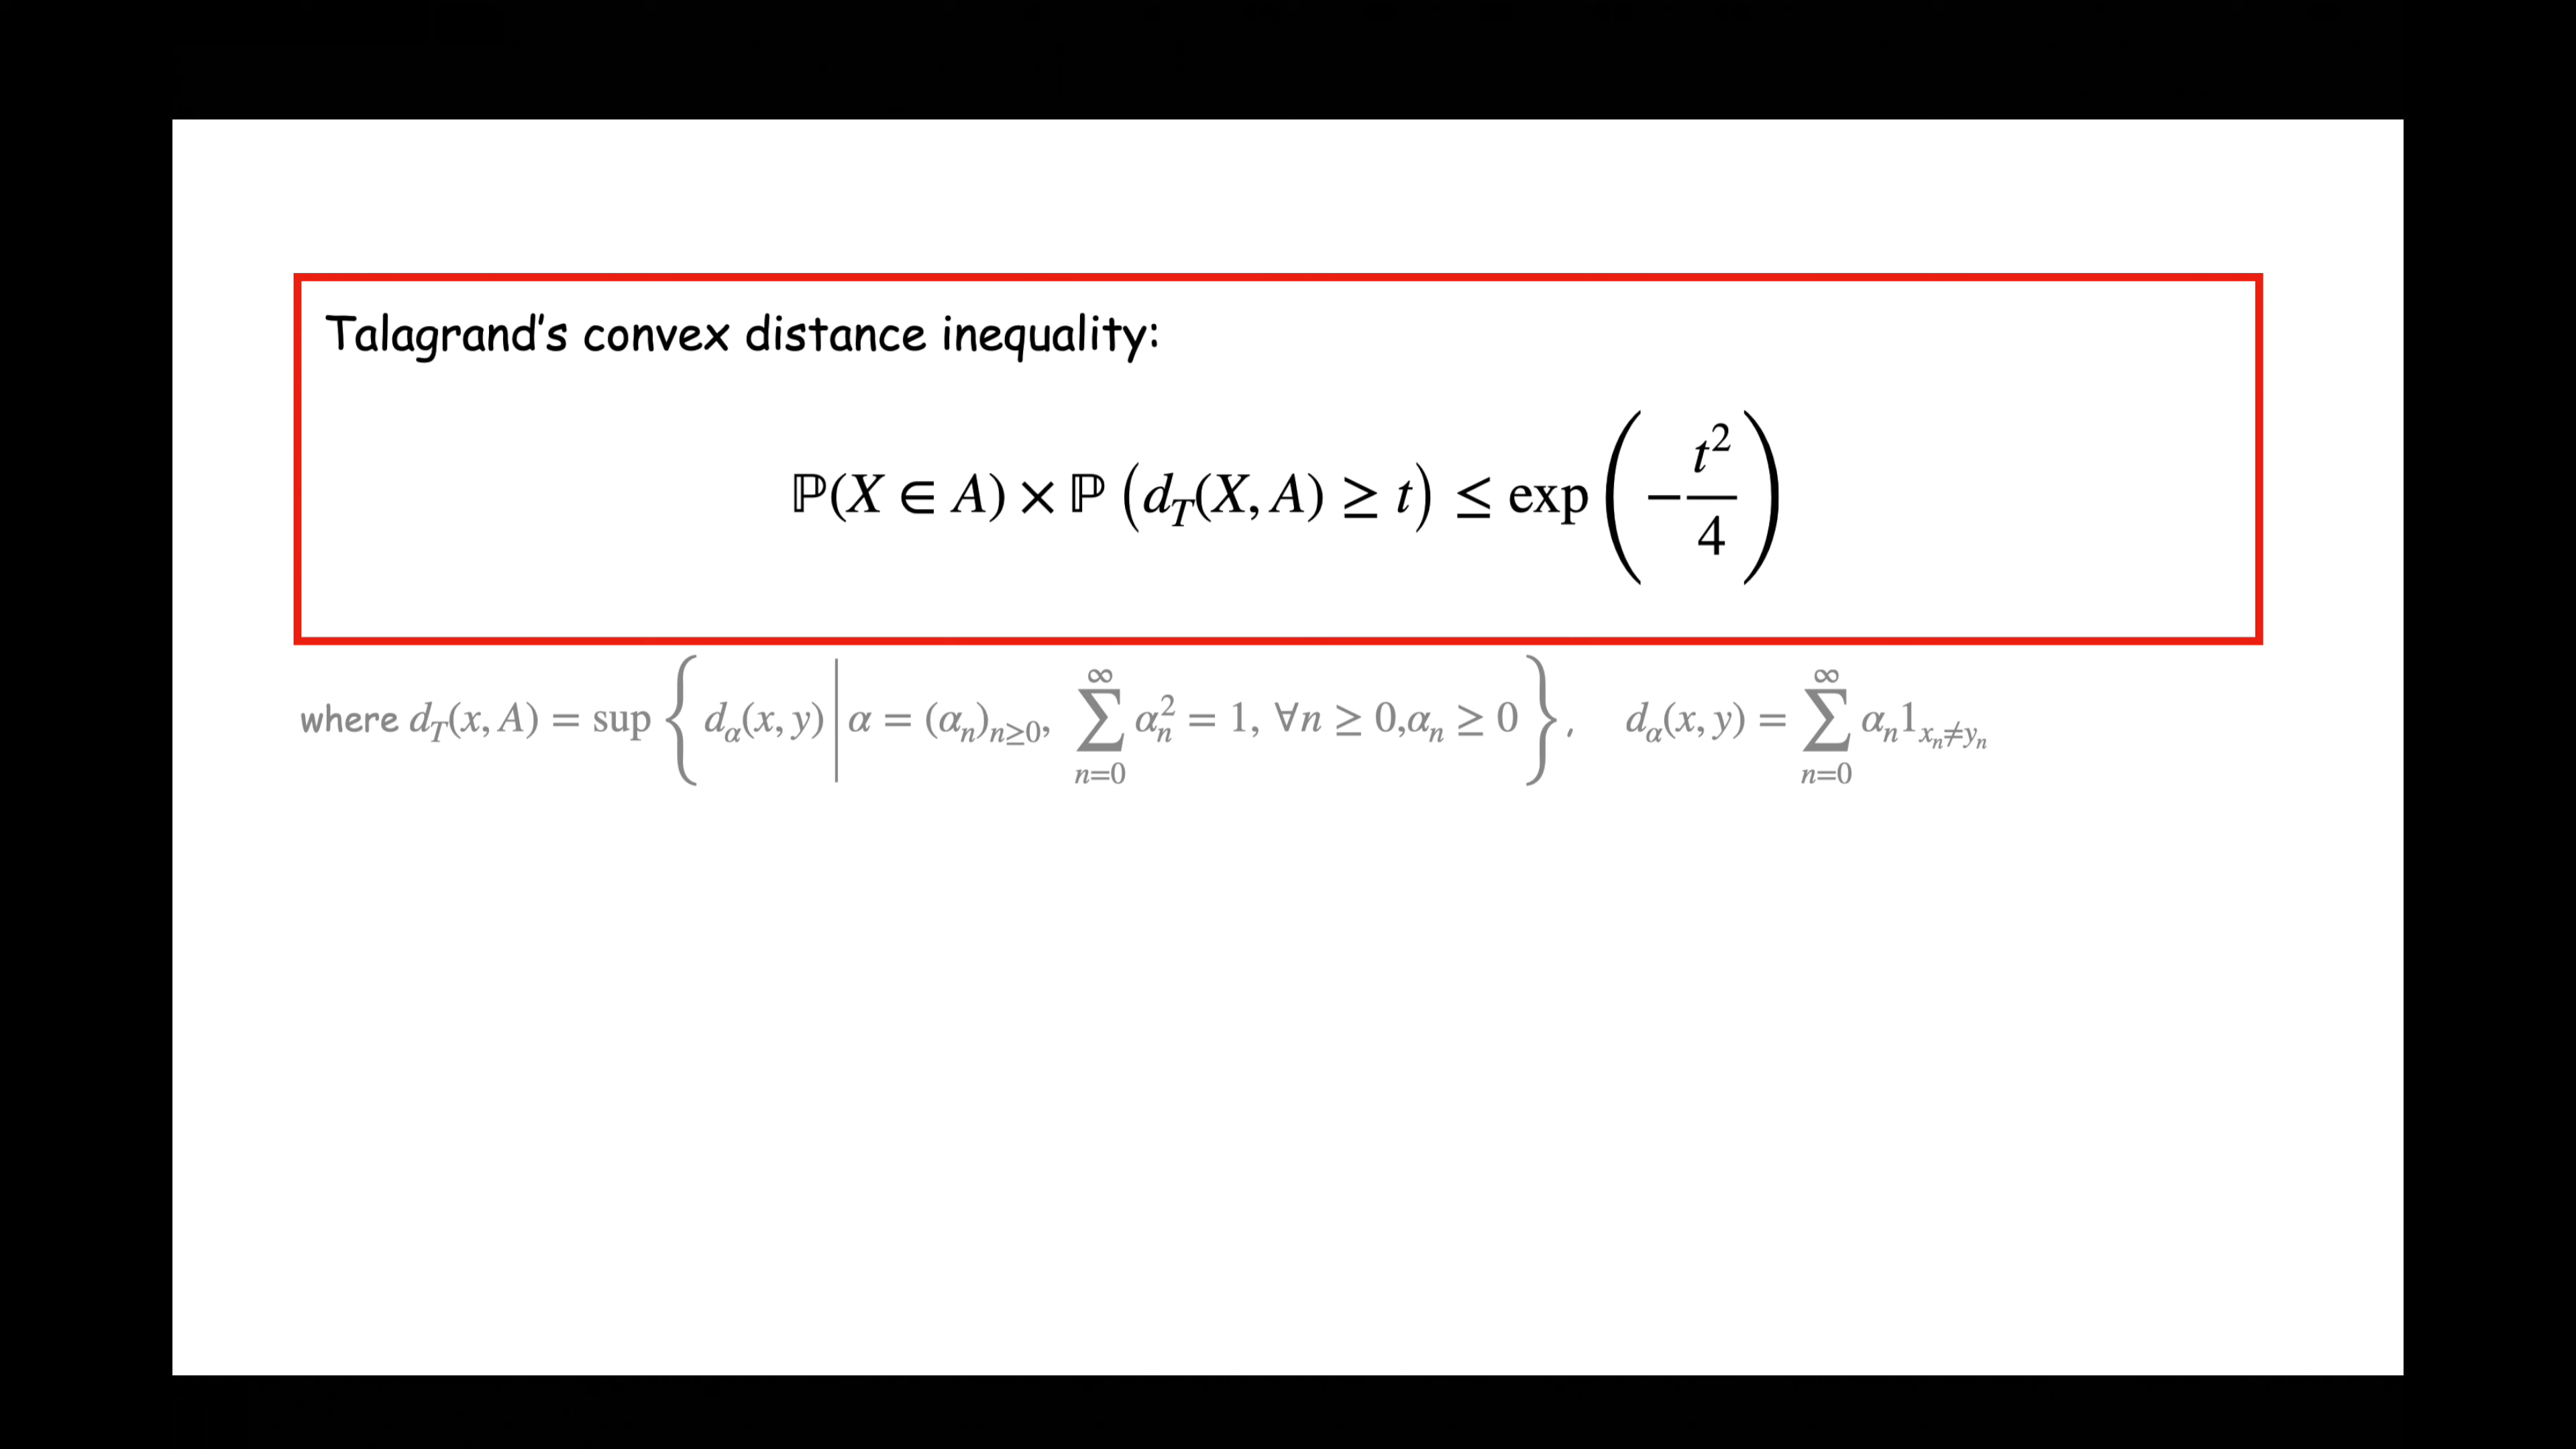 Talagrand's convex distance inequality:
ℙ(X ∈ A) × ℙ (d_T(X, A) ≥ t) ≤ exp (−t²/4)
where d_T(x, A) = sup { d_α(x, y) | α = (α_n)_{n≥0}, ∑_{n=0}^{∞} α_n² = 1, ∀n ≥ 0,α_n ≥ 0 }, d_α(x, y) = ∑_{n=0}^{∞} α_n 1_{x_n≠y_n}